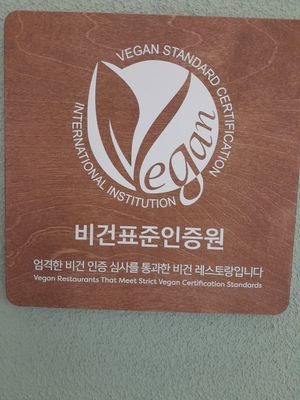 VEGAN STANDARD CERTIFICATION
INTERNATIONAL INSTITUTION
Vegan
비건표준인증원
엄격한 비건 인증 심사를 통과한 비건 레스토랑입니다
Vegan Restaurants That Meet Strict Vegan Certification Standards